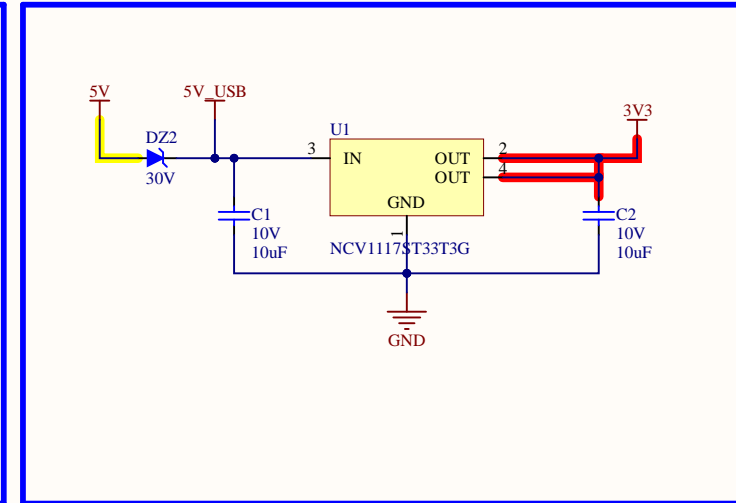 5V
5V_USB
3V3
DZ2
30V
U1
3
IN
OUT
2
OUT
4
GND
1
NCV1117ST33T3G
C1
10V
10uF
C2
10V
10uF
GND